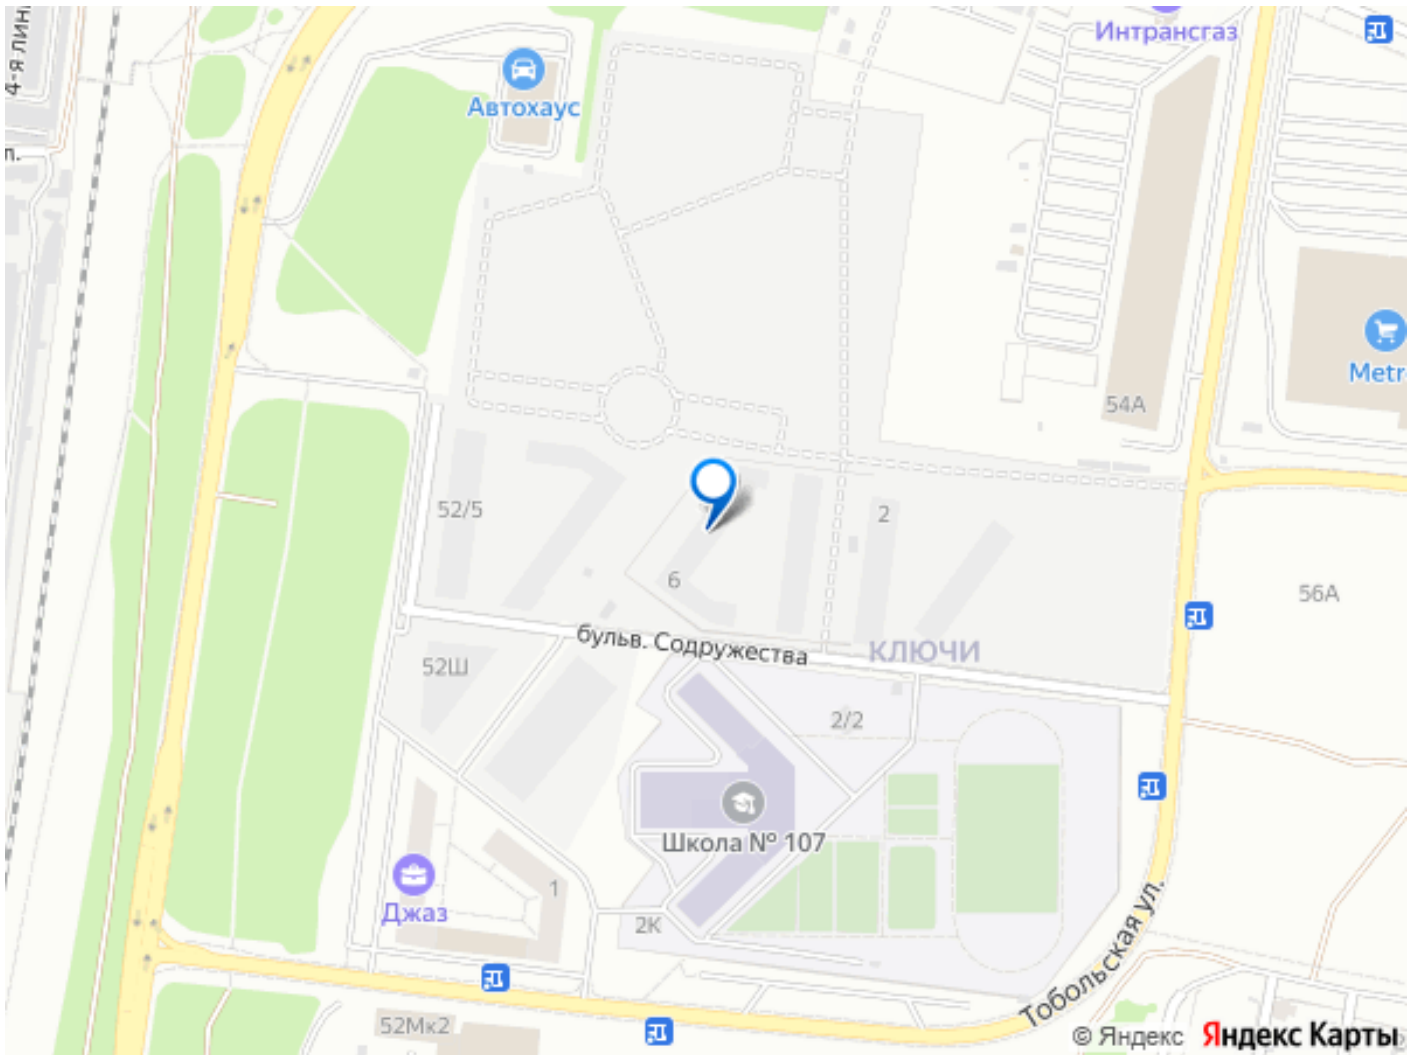 4-я лин
Интрансгаз
Автохаус
Metr
54А
52/5
2
6
56А
бульв. Содружества
КЛЮЧИ
52Ш
2/2
Школа № 107
1
Джаз
2К
Тобольская ул.
52Мк2
© Яндекс Яндекс Карты